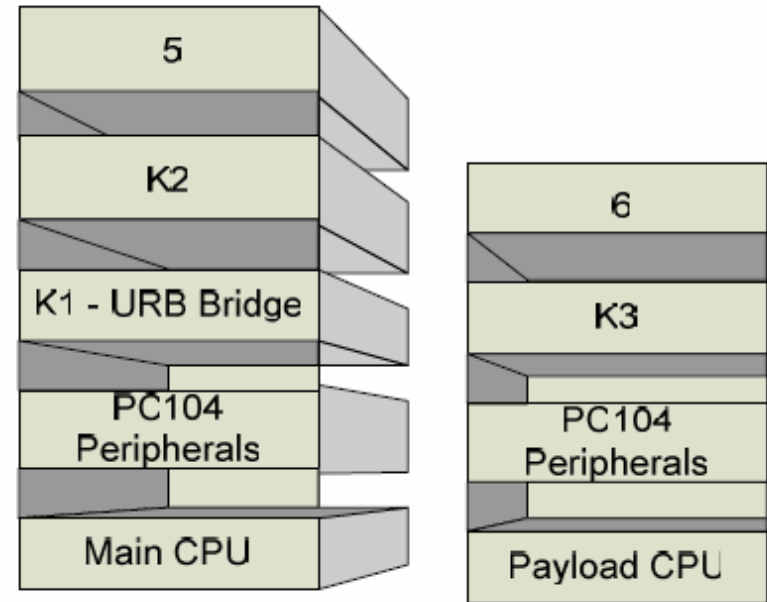 5
K2
K1 - URB Bridge
PC104
Peripherals
Main CPU
6
K3
PC104
Peripherals
Payload CPU